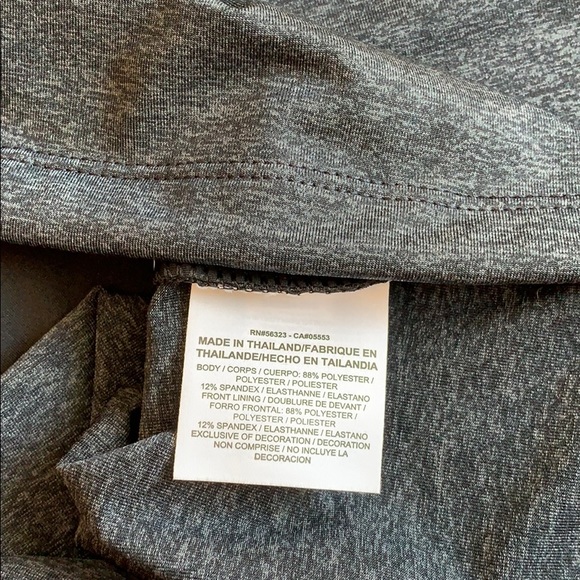 RN#56323 - CA#05553
MADE IN THAILAND/FABRIQUE EN
THAILANDE/HECHO EN TAILANDIA
BODY / CORPS / CUERPO: 88% POLYESTER /
POLYESTER / POLIESTER
12% SPANDEX / ELASTHANNE / ELASTANO
FRONT LINING / DOUBLURE DE DEVANT /
FORRO FRONTAL: 88% POLYESTER /
POLYESTER / POLIESTER
12% SPANDEX / ELASTHANNE / ELASTANO
EXCLUSIVE OF DECORATION / DECORATION
NON COMPRISE / NO INCLUYE LA
DECORACION